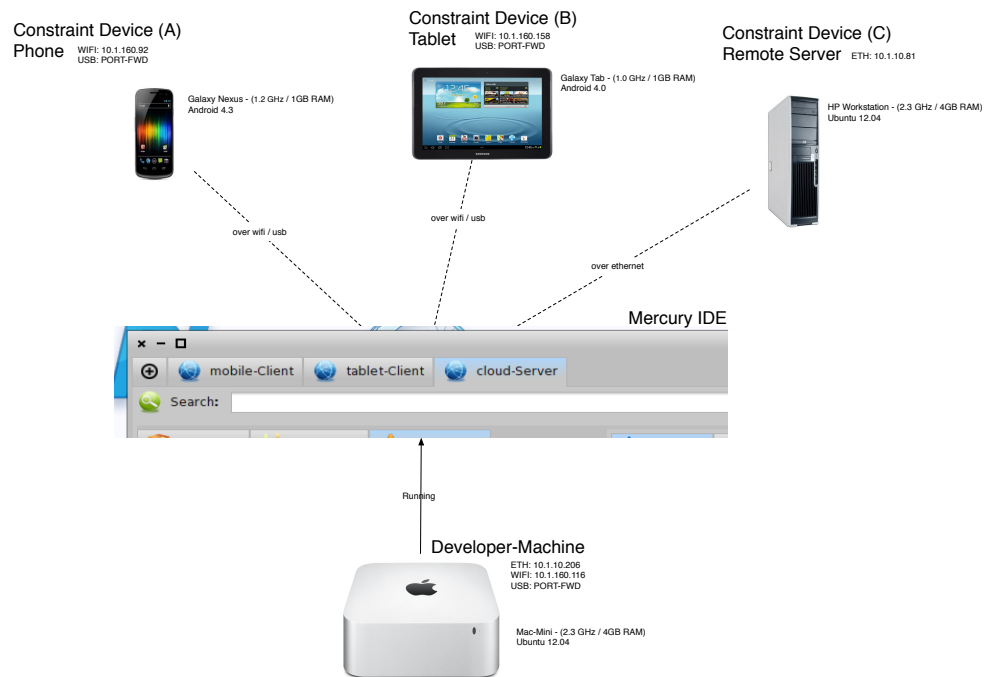 Constraint Device (A)
Phone
WIFI: 10.1.160.92
USB: PORT-FWD
Galaxy Nexus - (1.2 GHz / 1GB RAM)
Android 4.3
Constraint Device (B)
Tablet
WIFI: 10.1.160.158
USB: PORT-FWD
Galaxy Tab - (1.0 GHz / 1GB RAM)
Android 4.0
Constraint Device (C)
Remote Server
ETH: 10.1.10.81
HP Workstation - (2.3 GHz / 4GB RAM)
Ubuntu 12.04
over wifi / usb
over wifi / usb
over ethernet
Mercury IDE
mobile-Client
tablet-Client
cloud-Server
Search:
Running
Developer-Machine
ETH: 10.1.10.206
WIFI: 10.1.160.116
USB: PORT-FWD
Mac-Mini - (2.3 GHz / 4GB RAM)
Ubuntu 12.04